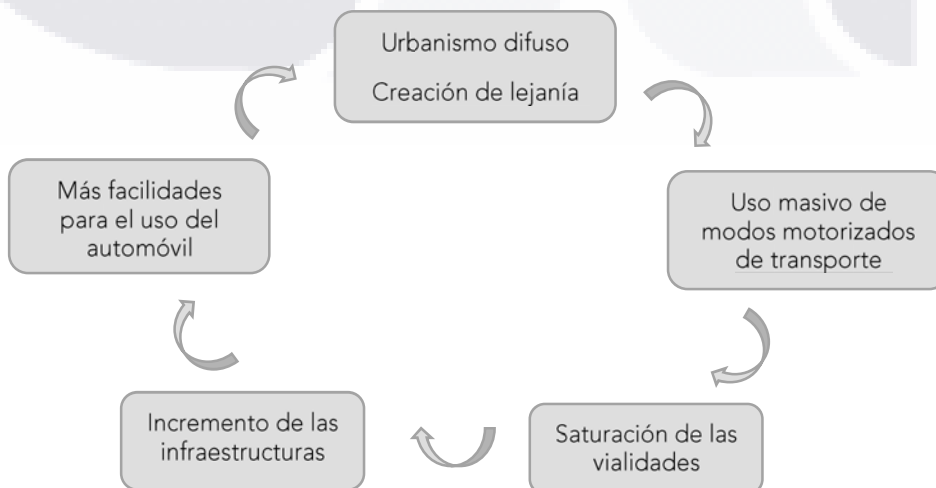 Urbanismo difuso
Creación de lejanía
Uso masivo de
modos motorizados
de transporte
Saturación de las
vialidades
Incremento de las
infraestructuras
Más facilidades
para el uso del
automóvil